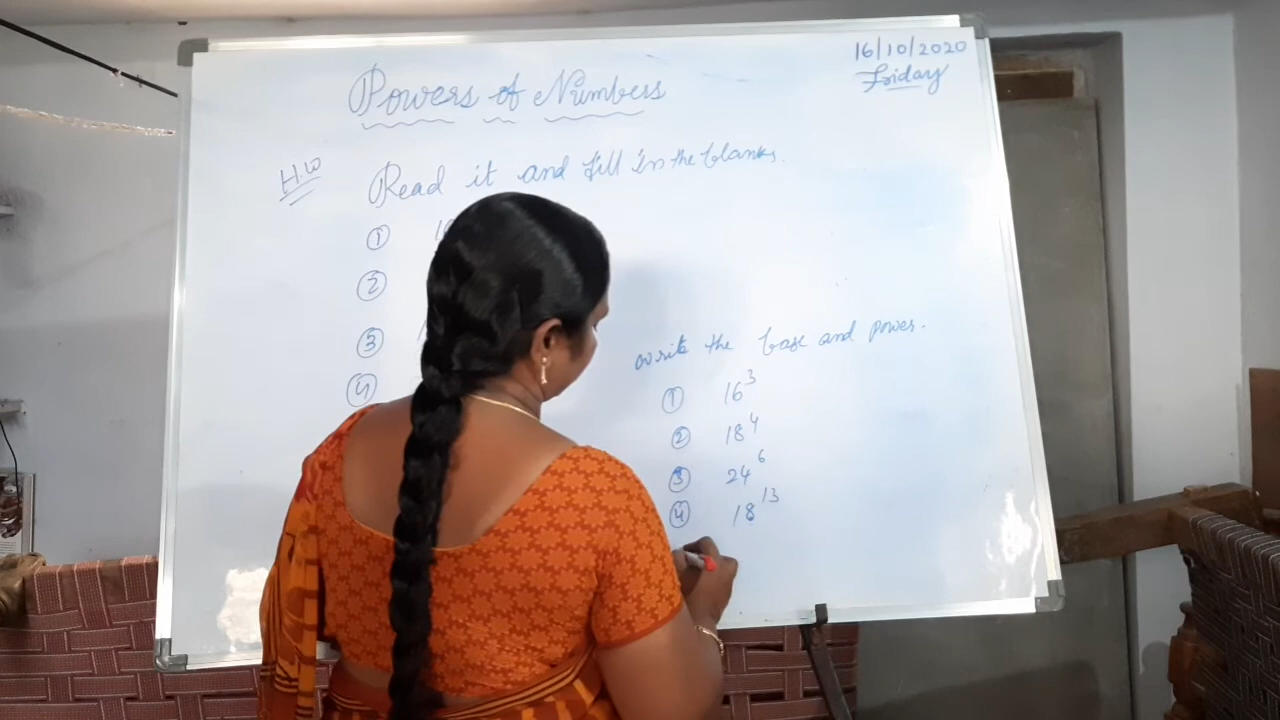 16/10/2020
Friday
Powers of Numbers
H.W
Read it and fill in the blanks.
①
②
③
④
write the base and power.
① 16³
② 18⁴
③ 24⁶
④ 18¹³